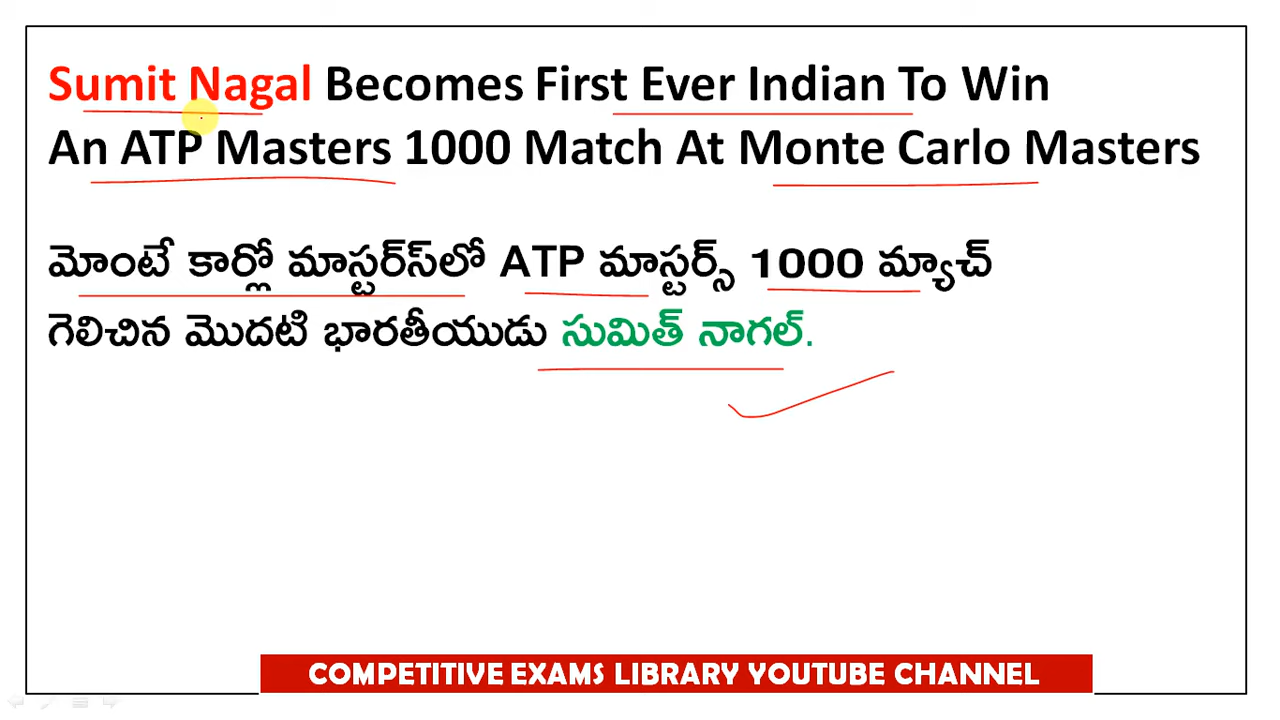 Sumit Nagal Becomes First Ever Indian To Win
An ATP Masters 1000 Match At Monte Carlo Masters
మోంటే కార్లో మాస్టర్స్‌లో ATP మాస్టర్స్ 1000 మ్యాచ్
గెలిచిన మొదటి భారతీయుడు సుమిత్ నాగల్.
COMPETITIVE EXAMS LIBRARY YOUTUBE CHANNEL